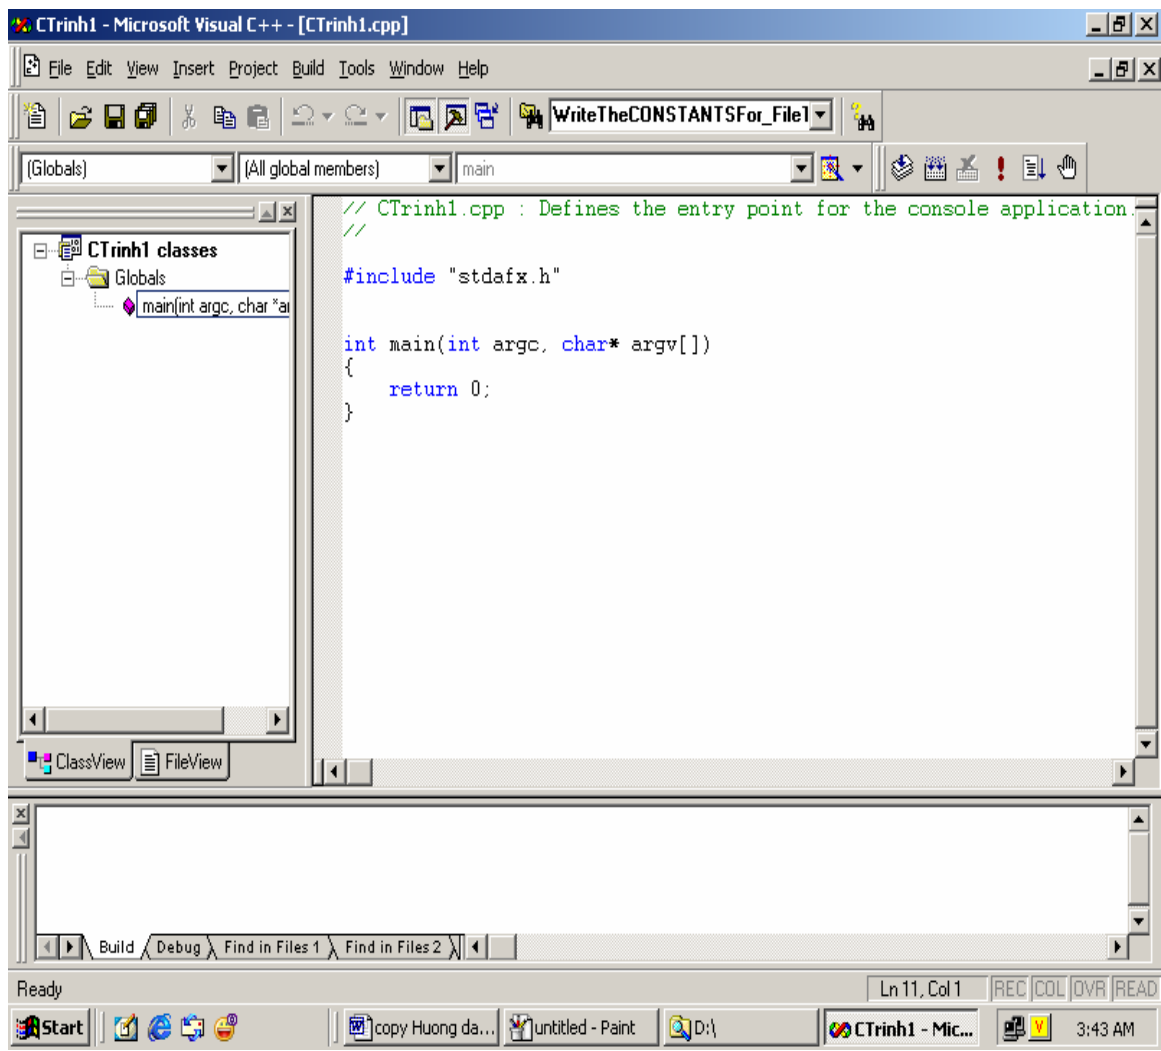 CTrinh1 - Microsoft Visual C++ - [CTrinh1.cpp]
File Edit View Insert Project Build Tools Window Help
WriteTheCONSTANTSFor_File1
(Globals) (All global members) main
// CTrinh1.cpp : Defines the entry point for the console application.
//
#include "stdafx.h"
int main(int argc, char* argv[])
{
return 0;
}
CTrinh1 classes
Globals
main(int argc, char *ar
ClassView FileView
Build Debug Find in Files 1 Find in Files 2
Ready Ln 11, Col 1 REC COL OVR READ
Start copy Huong da... untitled - Paint D:\ CTrinh1 - Mic... V 3:43 AM